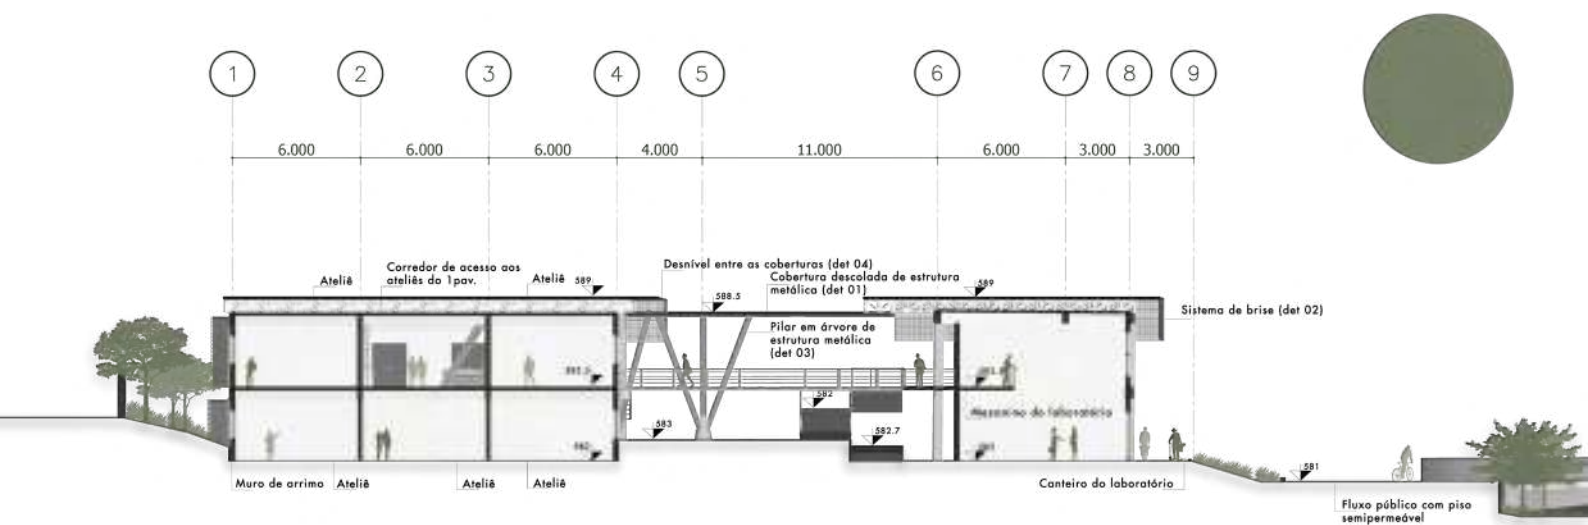 1 2 3 4 5 6 7 8 9
6.000 6.000 6.000 4.000 11.000 6.000 3.000 3.000
Desnível entre as coberturas (det 04)
Corredor de acesso aos
ateliês do 1pav.
Ateliê
Ateliê
589
Cobertura descolada de estrutura
metálica (det 01)
589
588.5
Sistema de brise (det 02)
Pilar em árvore de
estrutura metálica
(det 03)
582
Mezanino do laboratório
583
582.7
581
Muro de arrimo
Ateliê
Ateliê
Ateliê
Canteiro do laboratório
Fluxo público com piso
semipermeável